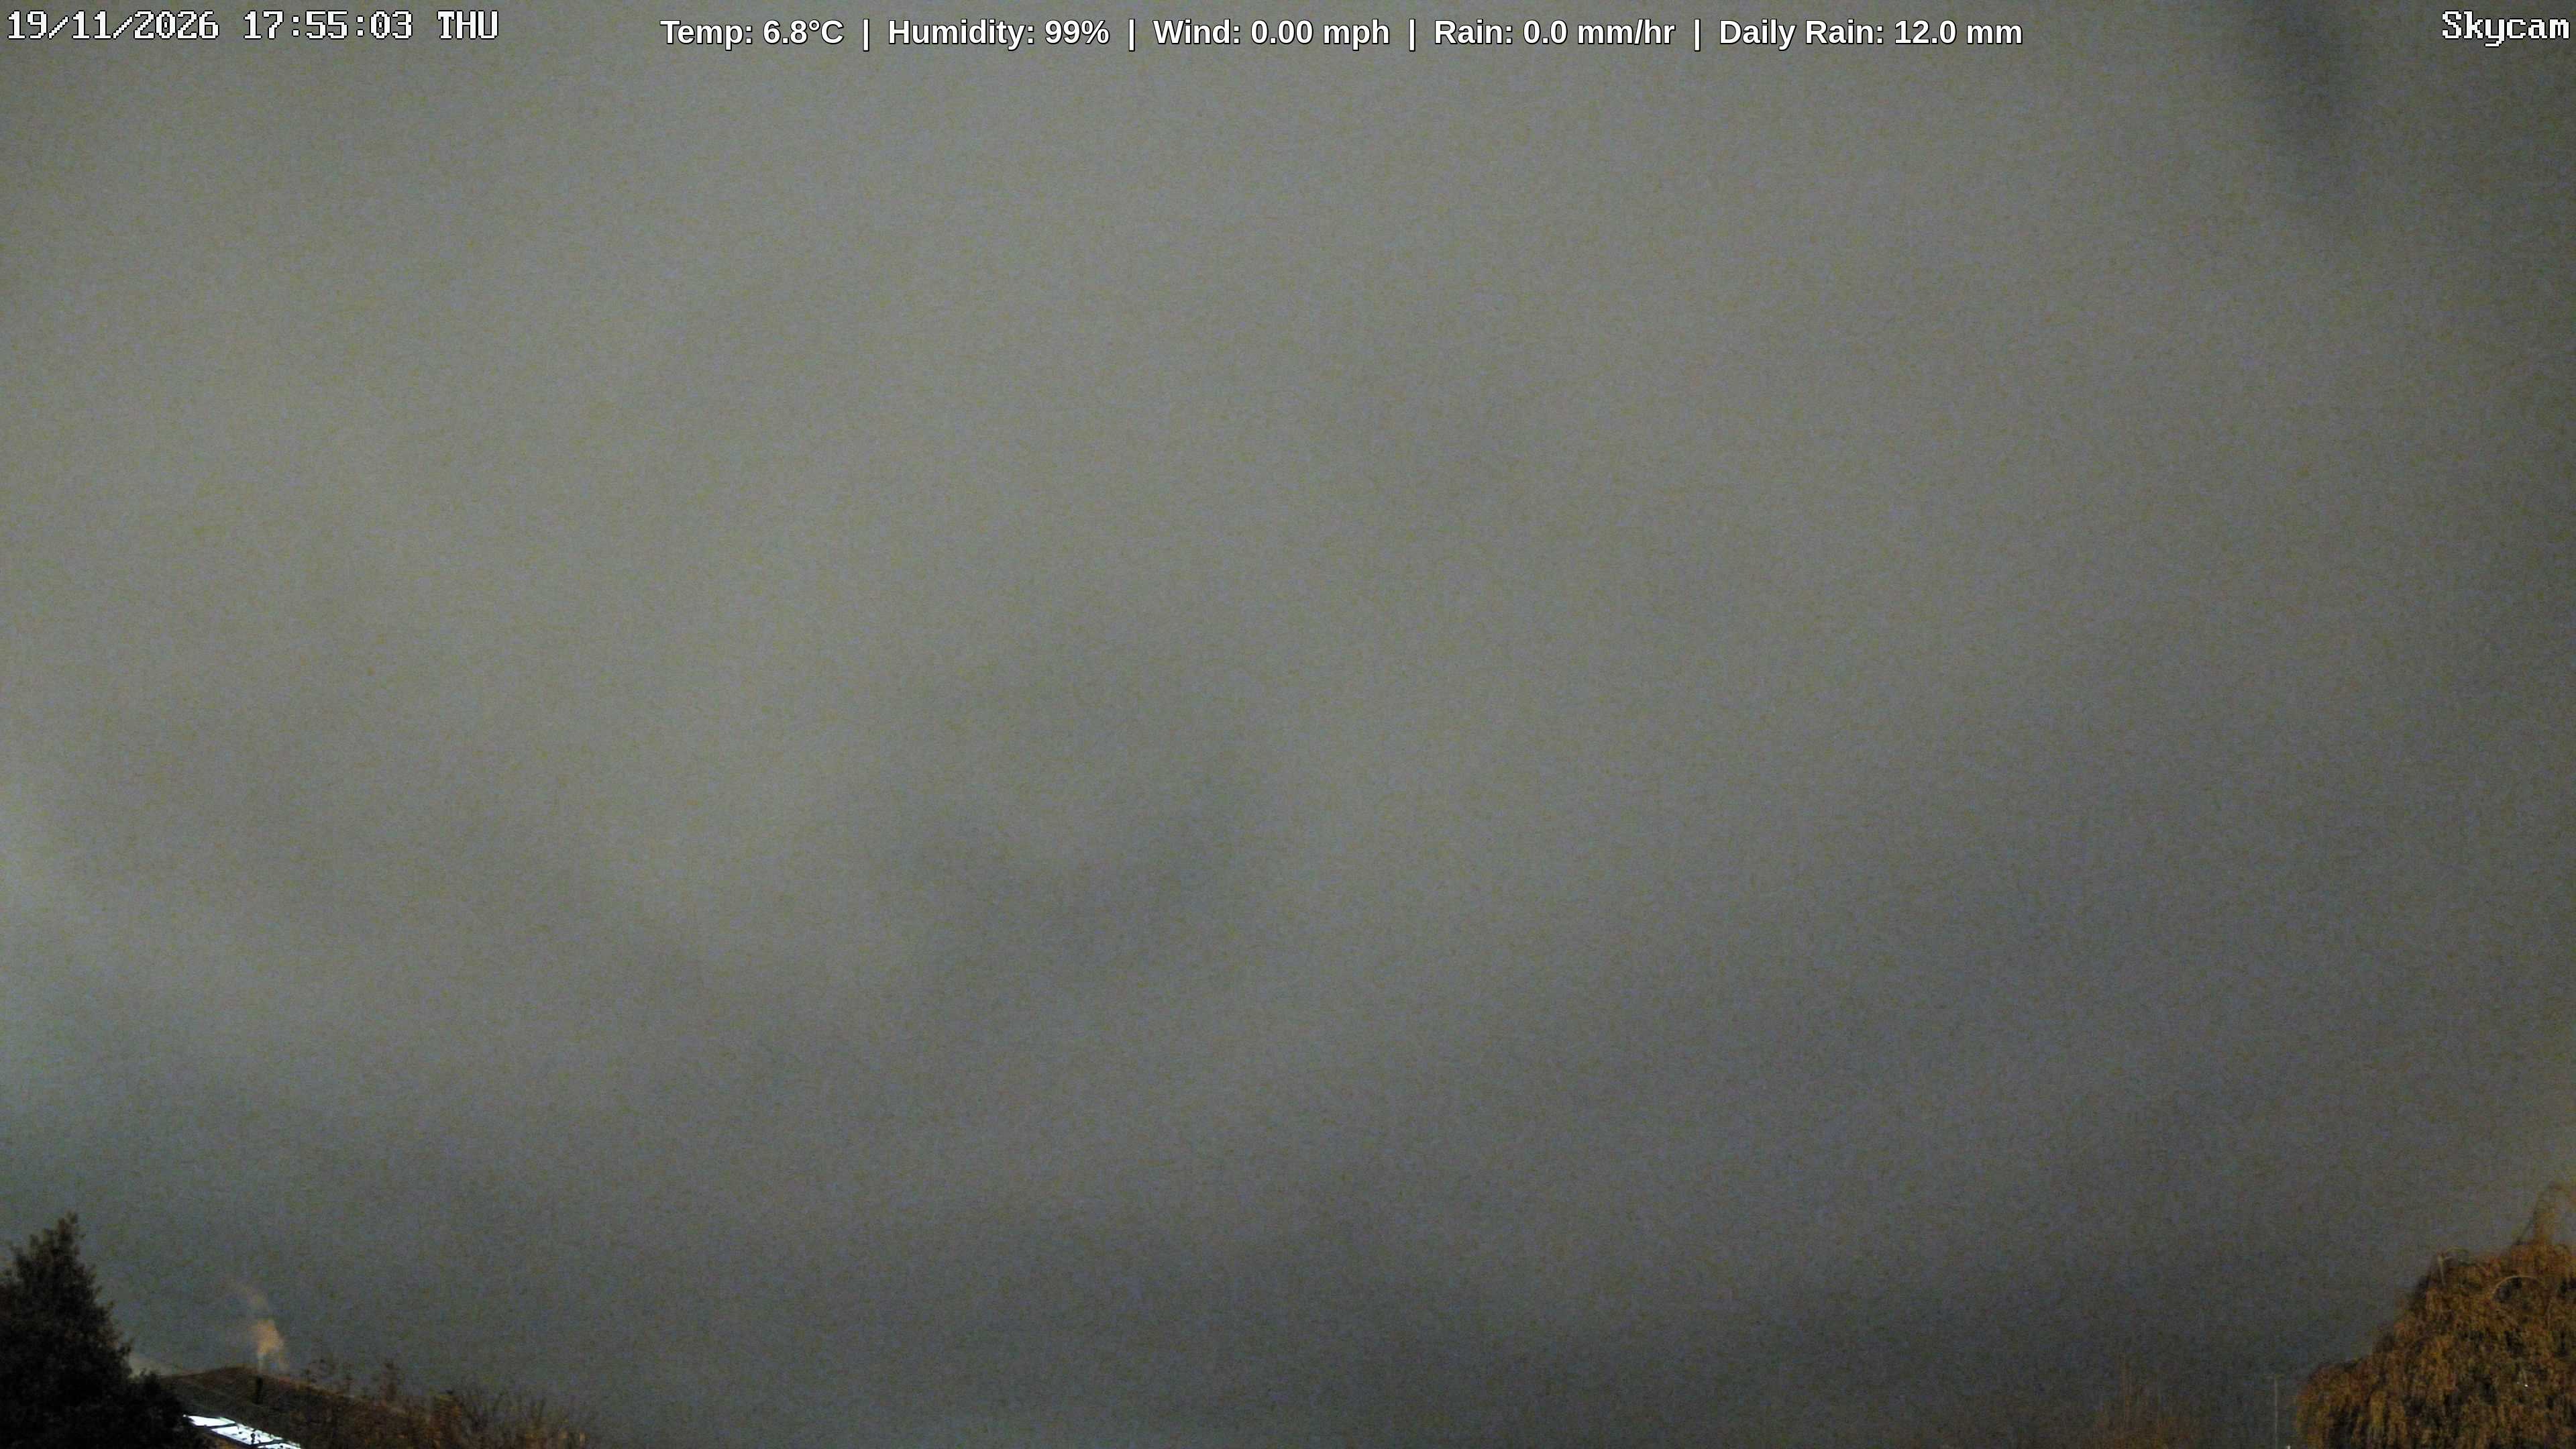 19/11/2026 17:55:03 THU
Temp: 6.8°C | Humidity: 99% | Wind: 0.00 mph | Rain: 0.0 mm/hr | Daily Rain: 12.0 mm
Skycam